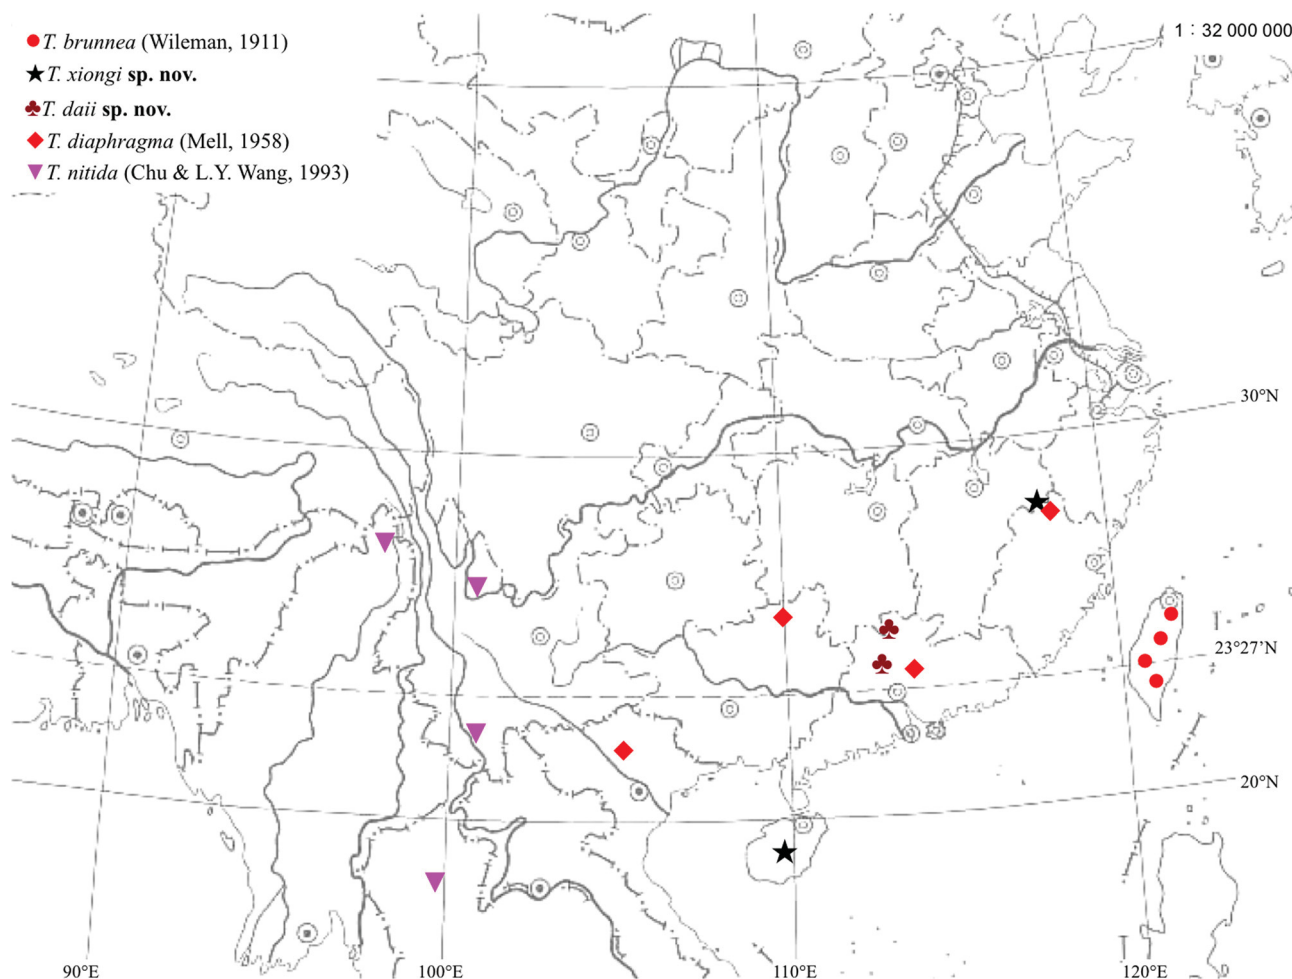 1 : 32 000 000
T. brunnea (Wileman, 1911)
T. xiongi sp. nov.
T. daii sp. nov.
T. diaphragma (Mell, 1958)
T. nitida (Chu & L.Y. Wang, 1993)
30°N
23°27'N
20°N
90°E
100°E
110°E
120°E